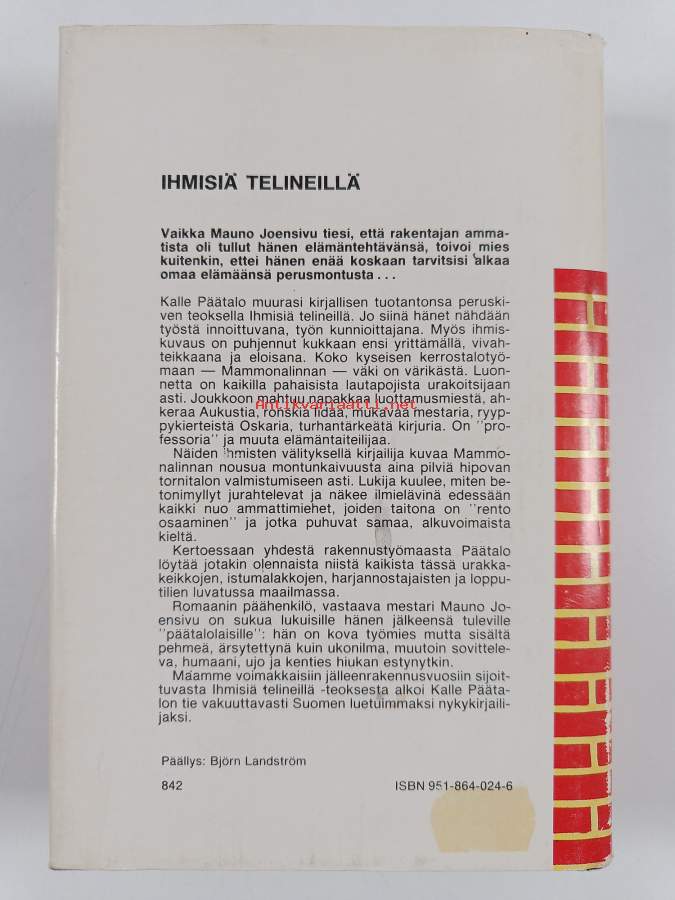 IHMISIÄ TELINEILLÄ
Vaikka Mauno Joensivu tiesi, että rakentajan amma-
tista oli tullut hänen elämäntehtävänsä, toivoi mies
kuitenkin, ettei hänen enää koskaan tarvitsisi alkaa
omaa elämäänsä perusmontusta . . .
Kalle Päätalo muurasi kirjallisen tuotantonsa peruski-
ven teoksella Ihmisiä telineillä. Jo siinä hänet nähdään
työstä innoittuvana, työn kunnioittajana. Myös ihmis-
kuvaus on puhjennut kukkaan ensi yrittämällä, vivah-
teikkaana ja eloisana. Koko kyseisen kerrostalotyö-
maan — Mammonalinnan — väki on värikästä. Luon-
netta on kaikilla pahaisista lautapojista urakoitsijaan
asti. Joukkoon mahtuu napakkaa luottamusmiestä, ah-
antikvariaatti.net
keraa Aukustia, ronskia Iidaa, mukavaa mestaria, ryyp-
pykierteistä Oskaria, turhantärkeätä kirjuria. On "pro-
fessoria" ja muuta elämäntaiteilijaa.
Näiden ihmisten välityksellä kirjailija kuvaa Mammo-
nalinnan nousua montunkaivuusta aina pilviä hipovan
tornitalon valmistumiseen asti. Lukija kuulee, miten be-
tonimyllyt jurahtelevat ja näkee ilmielävinä edessään
kaikki nuo ammattimiehet, joiden taitona on "rento
osaaminen" ja jotka puhuvat samaa, alkuvoimaista
kieltä.
Kertoessaan yhdestä rakennustyömaasta Päätalo
löytää jotakin olennaista niistä kaikista tässä urakka-
keikkojen, istumalakkojen, harjannostajaisten ja loppu-
tilien luvatussa maailmassa.
Romaanin päähenkilö, vastaava mestari Mauno Jo-
ensivu on sukua lukuisille hänen jälkeensä tuleville
"päätalolaisille": hän on kova työmies mutta sisältä
pehmeä, ärsytettynä kuin ukonilma, muutoin sovittele-
va, humaani, ujo ja kenties hiukan estynytkin.
Maamme voimakkaisiin jälleenrakennusvuosiin sijoit-
tuvasta Ihmisiä telineillä -teoksesta alkoi Kalle Pääta-
lon tie vakuuttavasti Suomen luetuimmaksi nykykirjaili-
jaksi.
Päällys: Björn Landström
842
ISBN 951-864-024-6